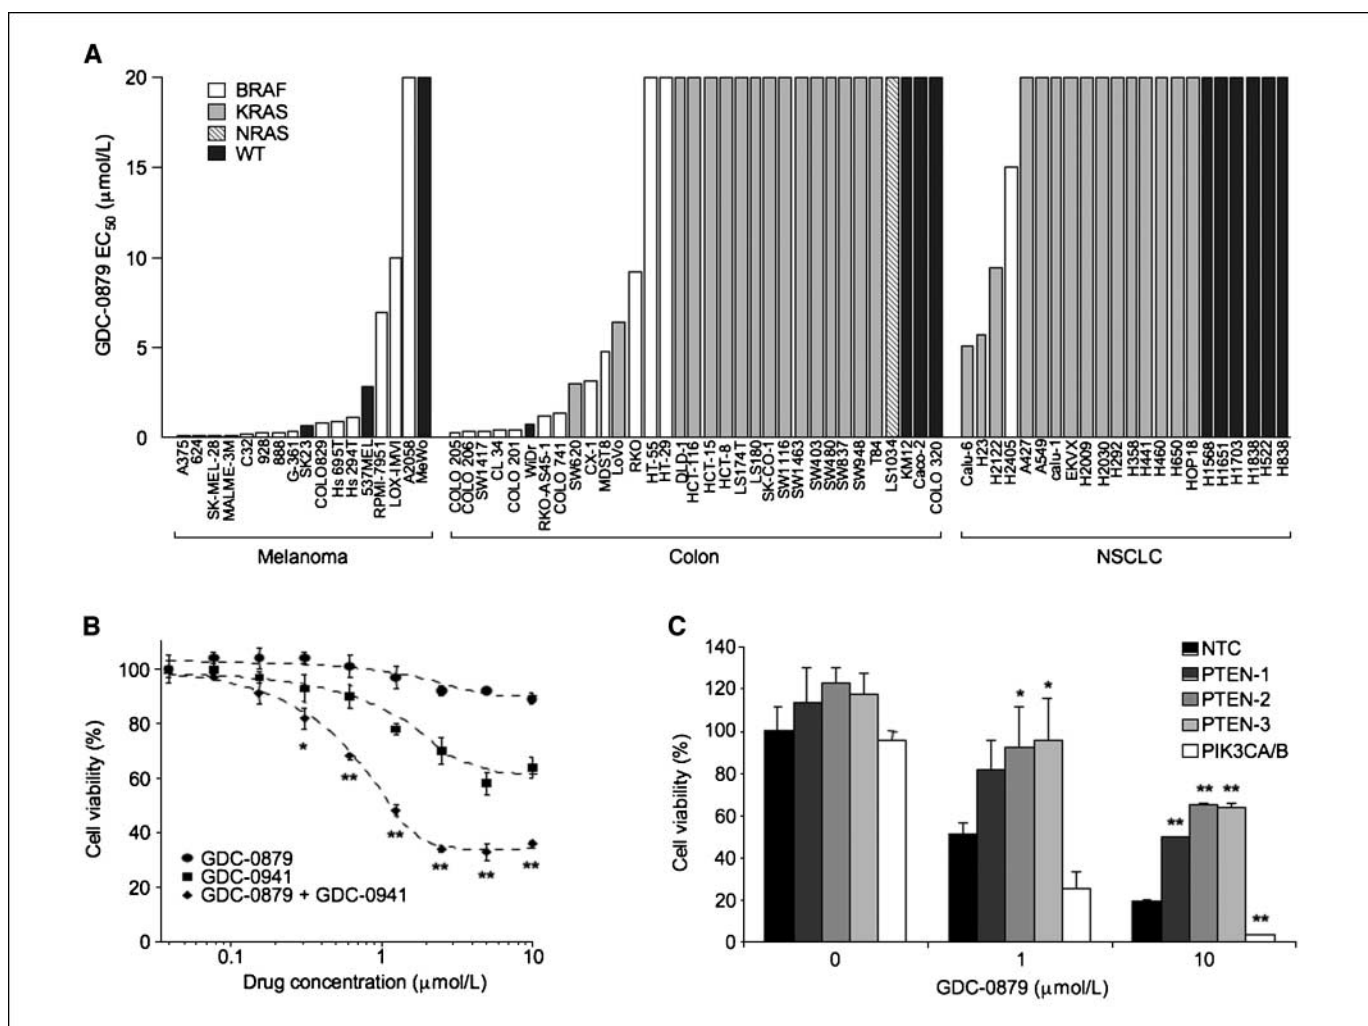 A
BRAF
KRAS
NRAS
WT
GDC-0879 EC50 (μmol/L)
20
15
10
5
0
A375
624
SK-MEL-28
MALME-3M
C32
928
888
G-361
SK23
COLO829
Hs 695T
Hs 294T
537MEL
RPMI-7951
LOX-IMVI
A2058
MeWo
COLO 205
COLO 206
SW1417
CL 34
COLO 201
WiDr
RKO-AS45-1
COLO 741
SW620
CX-1
MDST8
LoVo
RKO
HT-55
HT-29
DLD-1
HCT-116
HCT-15
HCT-8
LS174T
LS180
SK-CO-1
SW1116
SW1463
SW403
SW480
SW837
SW948
T84
LS1034
KM12
Caco-2
COLO 320
Calu-6
H23
H2122
H2405
A427
A549
calu-1
EKVX
H2009
H2030
H292
H358
H441
H460
H650
HOP18
H1568
H1651
H1703
H1838
H522
H838
Melanoma Colon NSCLC
B
Cell viability (%)
100
80
60
40
20
0
*
**
**
**
**
**
GDC-0879
GDC-0941
GDC-0879 + GDC-0941
0.1 1 10
Drug concentration (μmol/L)
C
Cell viability (%)
140
120
100
80
60
40
20
0
NTC
PTEN-1
PTEN-2
PTEN-3
PIK3CA/B
* *
** ** **
**
0 1 10
GDC-0879 (μmol/L)